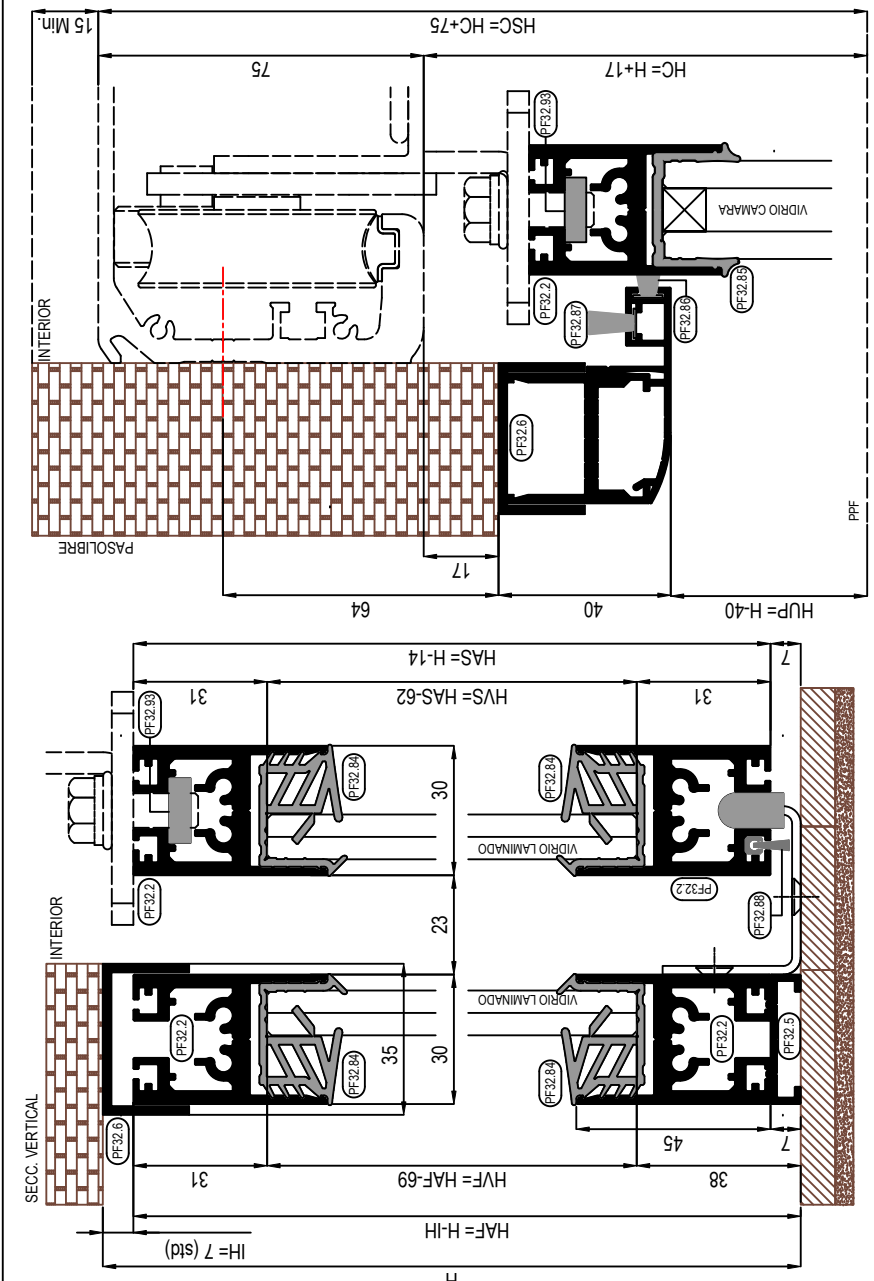 15 Min.
HSC= HC+75
75
HC= H+17
INTERIOR
PF32.93
VIDRIO CAMARA
PF32.2
PF32.87
PF32.86
PF32.85
PF32.6
PASOLIBRE
17
PPF
64
40
HUP= H-40
HAS= H-14
7
31
HVS= HAS-62
31
PF32.93
PF32.84
PF32.84
30
VIDRIO LAMINADO
PF32.2
PF32.2
PF32.88
INTERIOR
23
VIDRIO LAMINADO
PF32.2
PF32.84
35
30
PF32.84
PF32.2
PF32.5
SECC. VERTICAL
PF32.6
45
7
31
HVF= HAF-69
38
HAF= H-IH
IH= 7 (std)
H